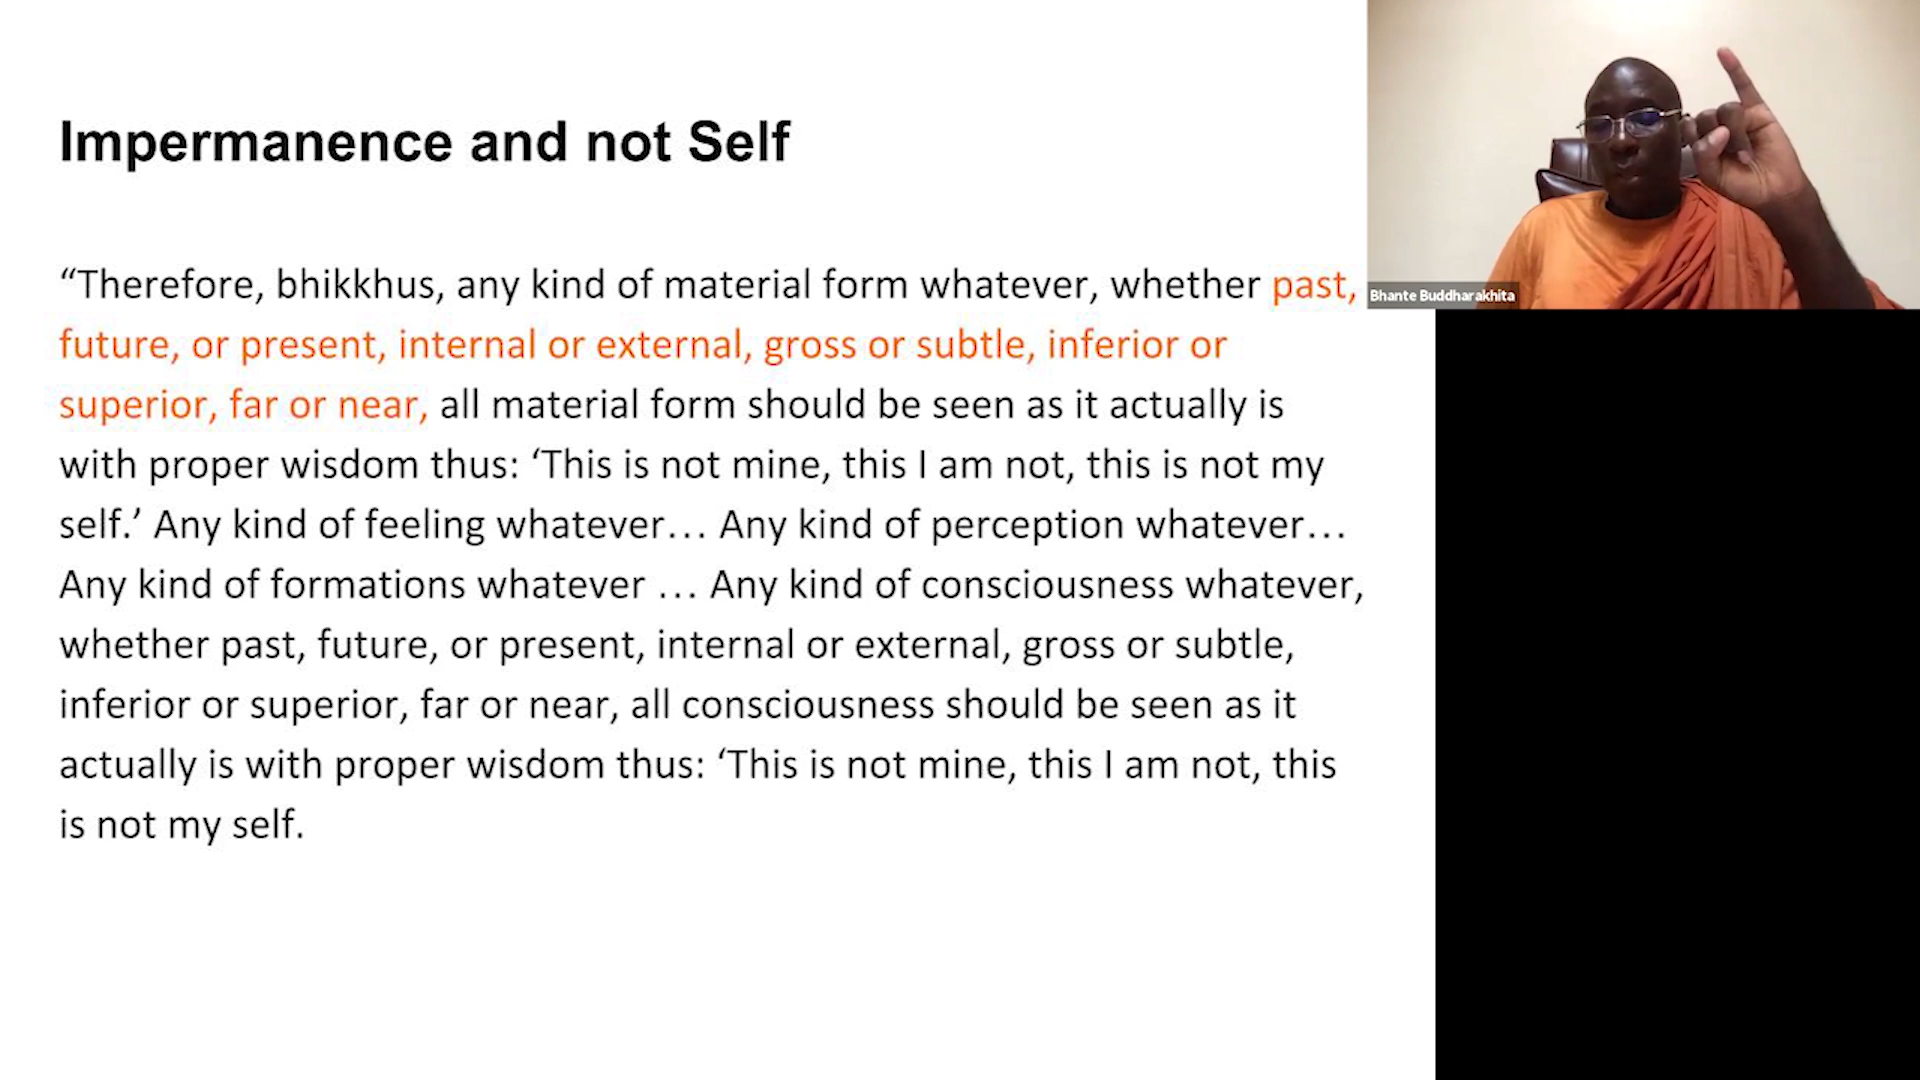 Impermanence and not Self
“Therefore, bhikkhus, any kind of material form whatever, whether past,
future, or present, internal or external, gross or subtle, inferior or
superior, far or near, all material form should be seen as it actually is
with proper wisdom thus: ‘This is not mine, this I am not, this is not my
self.’ Any kind of feeling whatever… Any kind of perception whatever…
Any kind of formations whatever … Any kind of consciousness whatever,
whether past, future, or present, internal or external, gross or subtle,
inferior or superior, far or near, all consciousness should be seen as it
actually is with proper wisdom thus: ‘This is not mine, this I am not, this
is not my self.
Bhante Buddharakhita